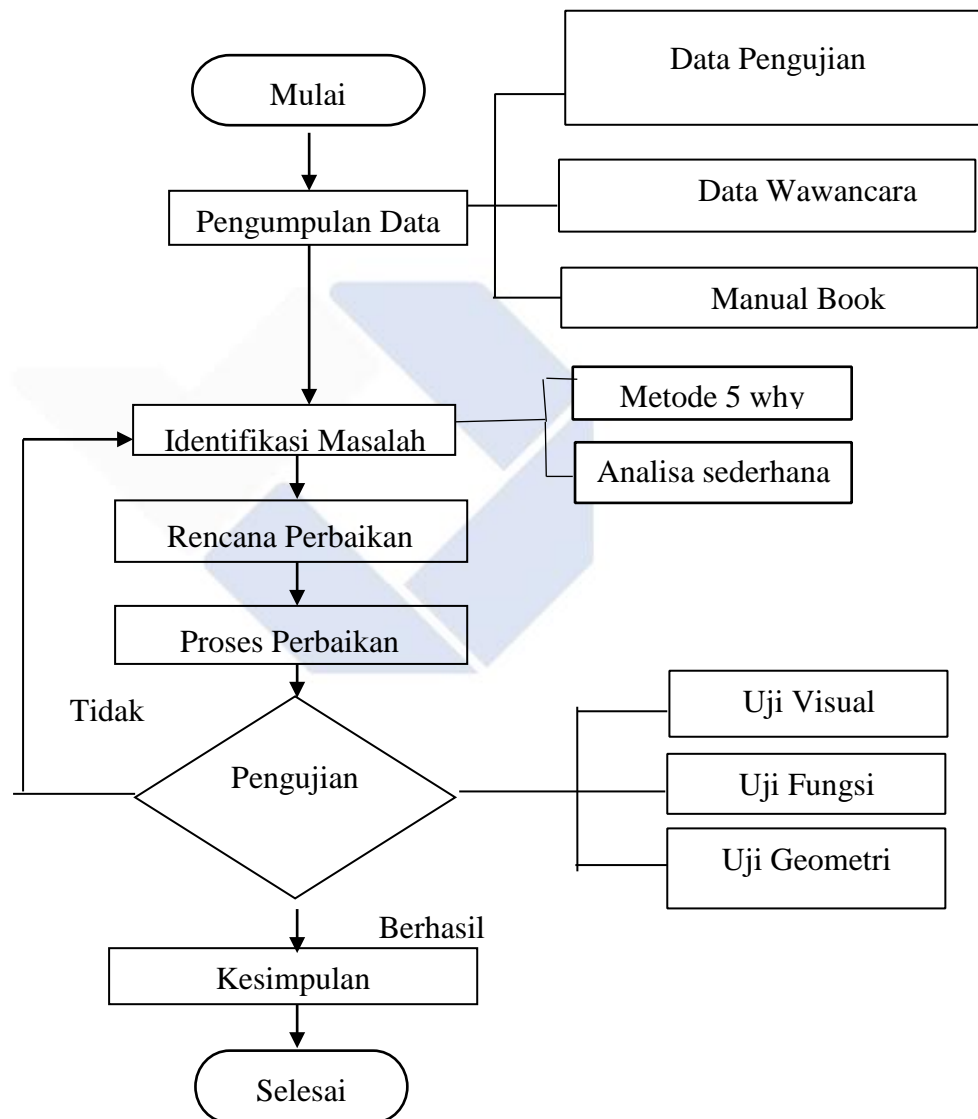 Mulai
Data Pengujian
Pengumpulan Data
Data Wawancara
Manual Book
Identifikasi Masalah
Metode 5 why
Analisa sederhana
Rencana Perbaikan
Proses Perbaikan
Tidak
Pengujian
Uji Visual
Uji Fungsi
Uji Geometri
Berhasil
Kesimpulan
Selesai